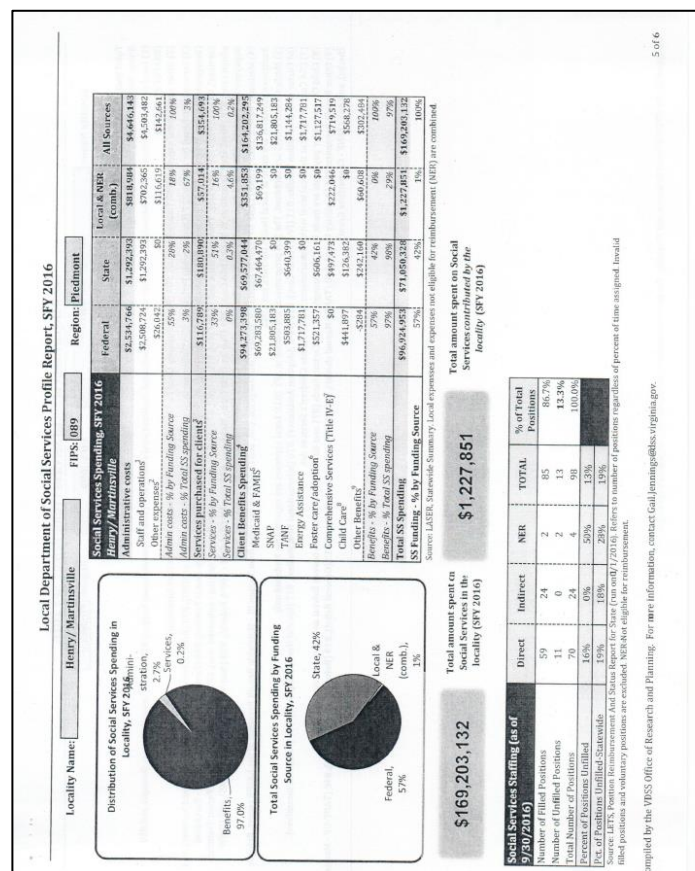 Local Department of Social Services Profile Report, SFY 2016
Locality Name: Henry/ Martinsville FIPS: 089 Region: Piedmont
Distribution of Social Services Spending in Locality, SFY 2016
Admini-stration, 2.7%
Services, 0.2%
Benefits, 97.0%
Total Social Services Spending by Funding Source in Locality, SFY 2016
State, 42%
Local & NER (comb.), 1%
Federal, 57%
Social Services Spending, SFY 2016
Henry/ Martinsville Federal State Local & NER (comb.) All Sources
Administrative costs $2,534,766 $1,292,393 $818,984 $4,646,143
Staff and operations $2,508,724 $1,292,393 $702,365 $4,503,482
Other expenses $26,042 $0 $116,619 $142,661
Admin costs - % by Funding Source 55% 28% 18% 100%
Admin costs - % Total SS spending 3% 2% 67% 3%
Services purchased for clients $116,789 $180,890 $57,014 $354,693
Services - % by Funding Source 33% 51% 16% 100%
Services - % Total SS spending 0% 0.3% 4.6% 0.2%
Client Benefits Spending $94,273,398 $69,577,044 $351,853 $164,202,295
Medicaid & FAMIS $69,283,580 $67,464,470 $69,199 $136,817,249
SNAP $21,805,183 $0 $0 $21,805,183
TANF $503,885 $640,399 $0 $1,144,284
Energy Assistance $1,717,781 $0 $0 $1,717,781
Foster care/adoption $521,357 $606,161 $0 $1,127,517
Comprehensive Services (Title IV-E) $0 $497,473 $222,046 $719,519
Child Care $441,897 $126,382 $0 $568,278
Other Benefits -$284 $242,160 $60,608 $302,484
Benefits - % by Funding Source 57% 42% 0% 100%
Benefits - % Total SS spending 97% 98% 29% 97%
Total SS Spending $96,924,953 $71,050,328 $1,227,851 $169,203,132
SS Funding - % by Funding Source 57% 42% 1% 100%
Source: LASER, Statewide Summary. Local expenses and expenses not eligible for reimbursement (NER) are combined.
Total amount spent on Social Services in the locality (SFY 2016)
$169,203,132
Total amount spent on Social Services contributed by the locality (SFY 2016)
$1,227,851
Social Services Staffing (as of 9/30/2016) Direct Indirect NER TOTAL % of Total Positions
Number of Filled Positions 59 24 2 85 86.7%
Number of Unfilled Positions 11 0 2 13 13.3%
Total Number of Positions 70 24 4 98 100.0%
Percent of Positions Unfilled 16% 0% 50% 13%
Pct. of Positions Unfilled-Statewide 19% 18% 28% 19%
Source: LETS, Position Reimbursement And Status Report for State (run on /1/2016). Refers to number of positions regardless of percent of time assigned. Invalid
filled positions and voluntary positions are excluded. NER-Not eligible for reimbursement.
ompiled by the VDSS Office of Research and Planning. For more information, contact Gail.Jennings@dss.virginia.gov.
5 of 6